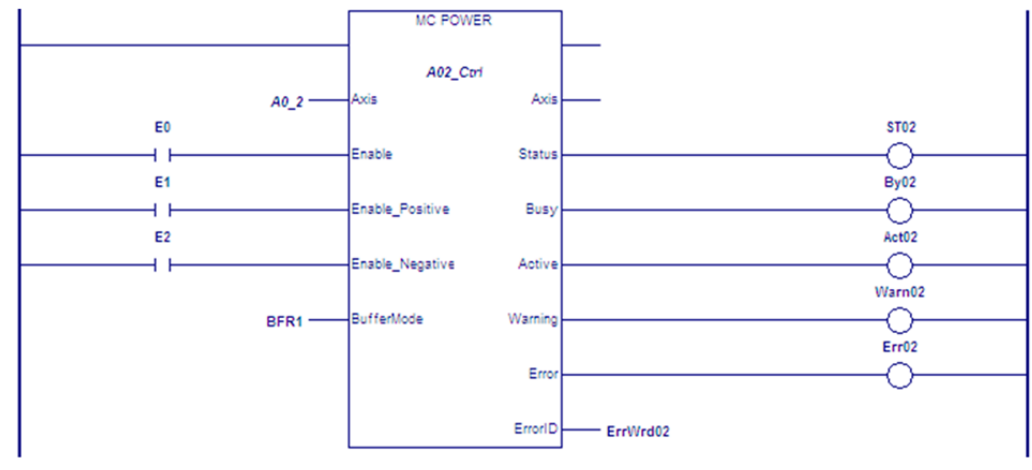 MC POWER
A02_Ctrl
A0_2 Axis Axis
E0 ST02
Enable Status
E1 By02
Enable_Positive Busy
E2 Act02
Enable_Negative Active
Warn02
BFR1 BufferMode Warning
Err02
Error
ErrorID ErrWrd02